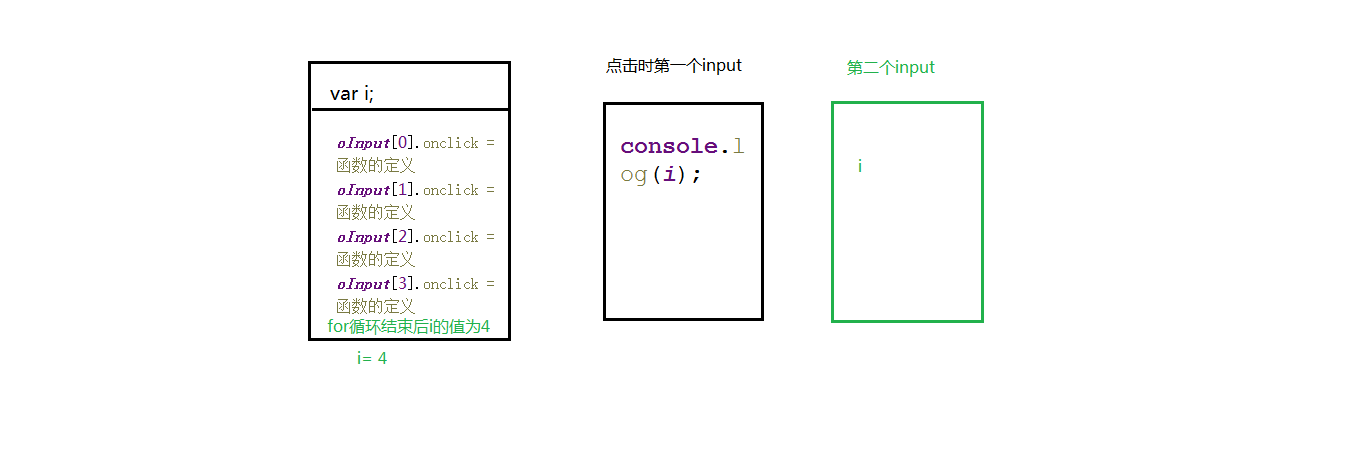 var i;
oInput[0].onclick =
函数的定义
oInput[1].onclick =
函数的定义
oInput[2].onclick =
函数的定义
oInput[3].onclick =
函数的定义
for循环结束后i的值为4
i= 4
点击时第一个input
console.l
og(i);
第二个input
i